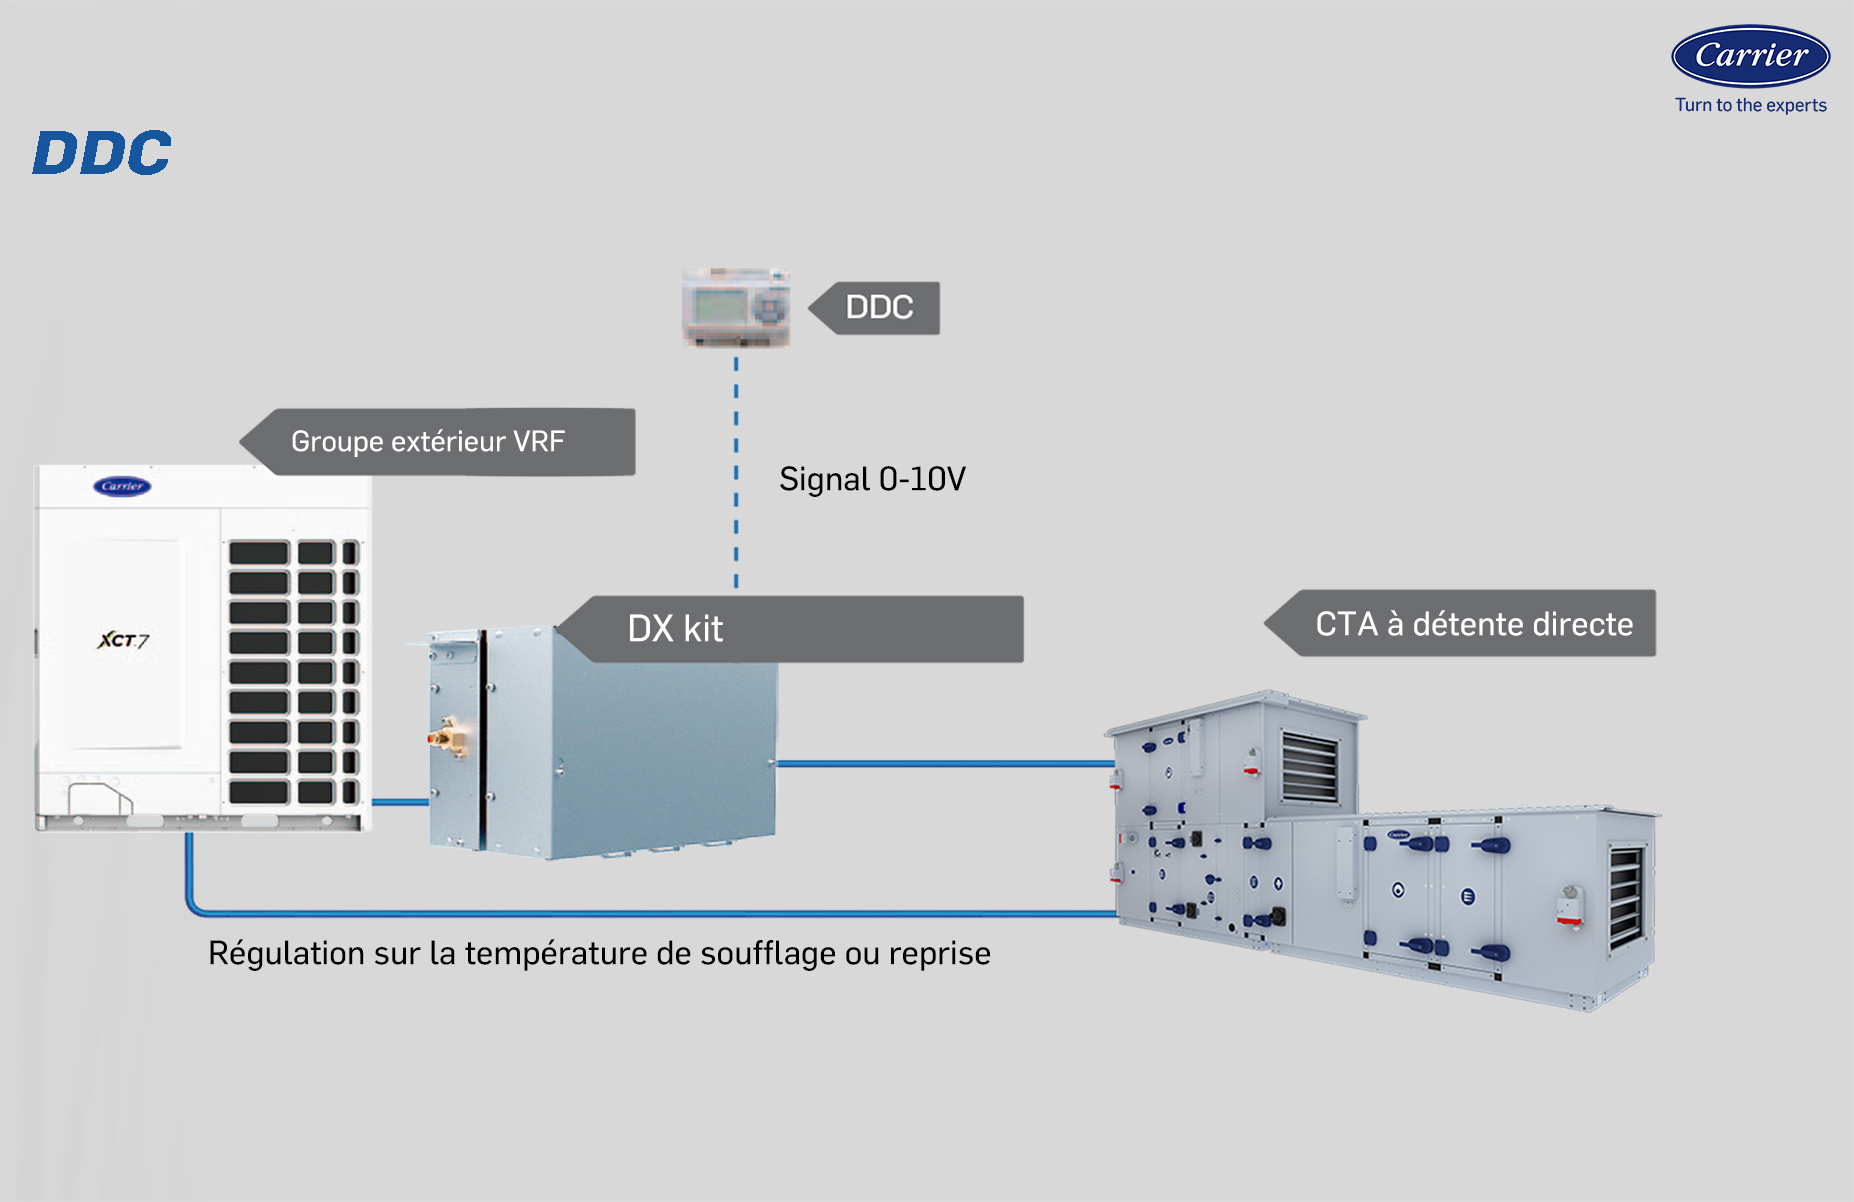 Carrier
Turn to the experts
DDC
DDC
Groupe extérieur VRF
Signal 0-10V
Carrier
XCT7
DX kit
CTA à détente directe
Carrier
Régulation sur la température de soufflage ou reprise